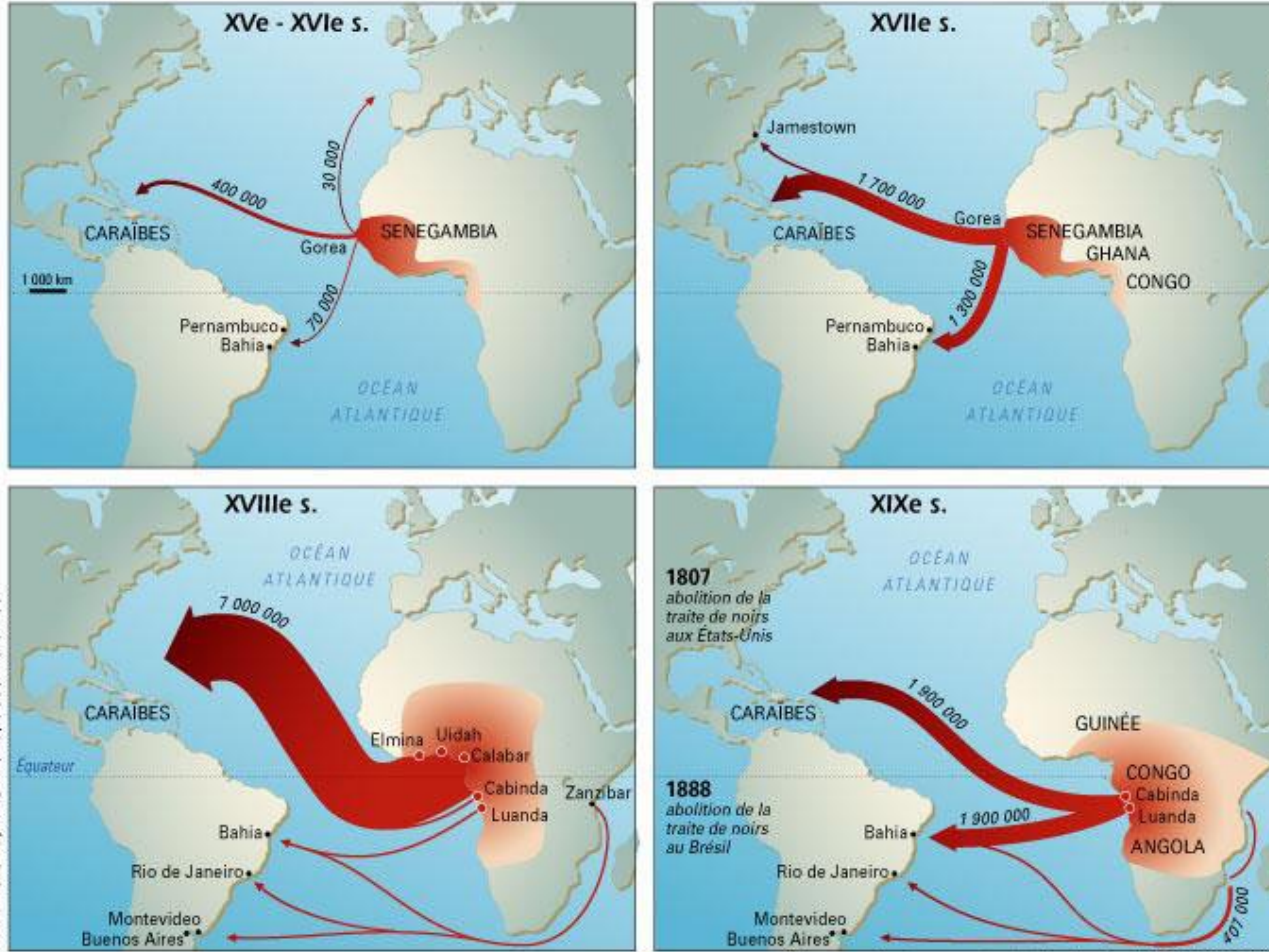 XVe - XVIe s.
30 000
400 000
CARAÏBES
Gorea
SENEGAMBIA
1 000 km
70 000
Pernambuco
Bahia
OCÉAN
ATLANTIQUE
XVIIe s.
Jamestown
1 700 000
Gorea
CARAÏBES
SENEGAMBIA
GHANA
CONGO
1 300 000
Pernambuco
Bahia
OCÉAN
ATLANTIQUE
XVIIIe s.
OCÉAN
ATLANTIQUE
7 000 000
CARAÏBES
Elmina
Uidah
Calabar
Équateur
Cabinda
Zanzibar
Luanda
Bahia
Rio de Janeiro
Montevideo
Buenos Aires
XIXe s.
OCÉAN
ATLANTIQUE
1807
abolition de la
traite de noirs
aux États-Unis
1 900 000
CARAÏBES
GUINÉE
CONGO
1888
abolition de la
traite de noirs
au Brésil
Cabinda
Luanda
1 900 000
Bahia
ANGOLA
Rio de Janeiro
407 000
Montevideo
Buenos Aires